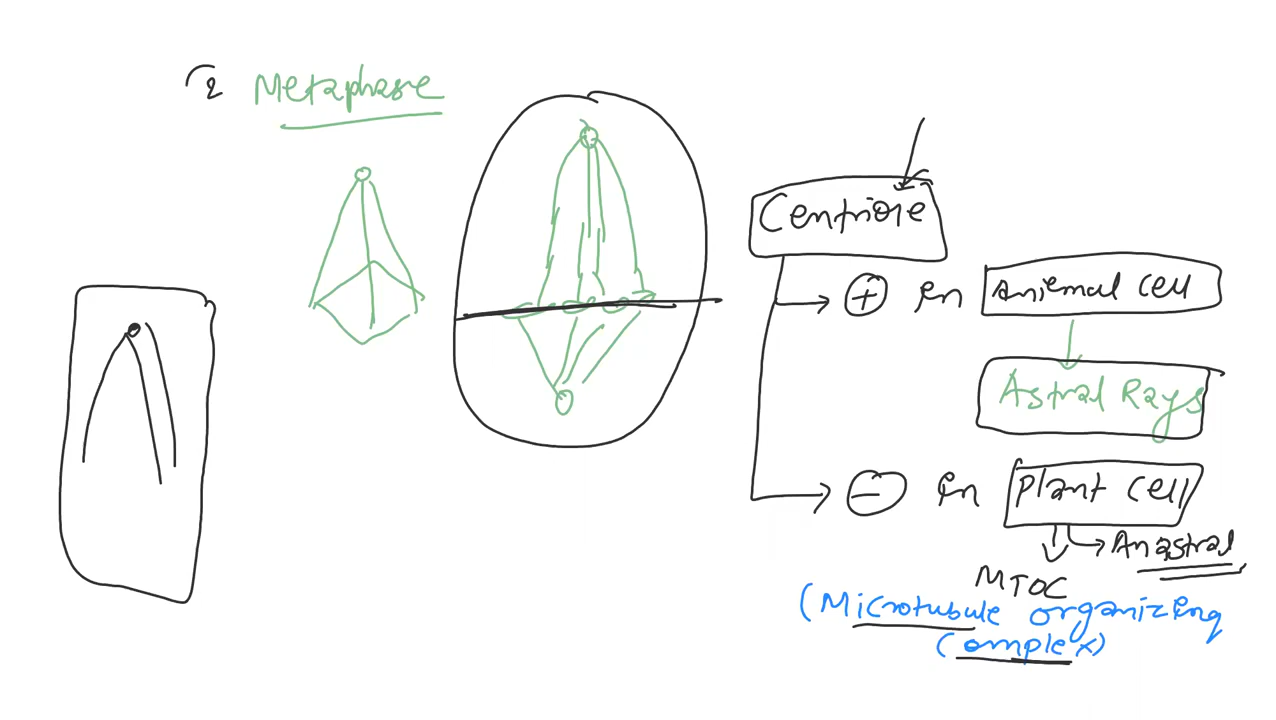 2 Metaphase
Centriole
+ in Animal cell
Astral Rays
- in plant cell
Anastral
MTOC
(Microtubule organizing
complex)